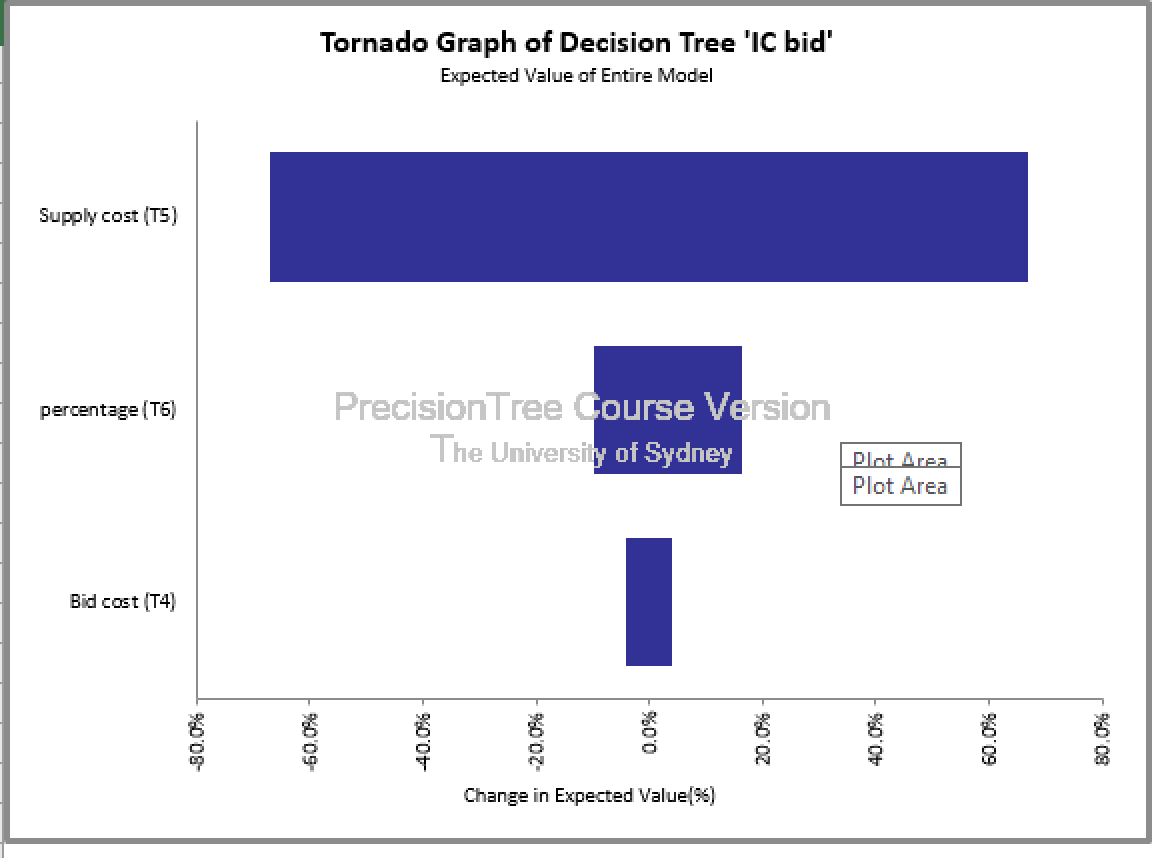 Tornado Graph of Decision Tree 'IC bid'
Expected Value of Entire Model
Supply cost (T5)
percentage (T6)
PrecisionTree Course Version
The University of Sydney
Plot Area
Plot Area
Bid cost (T4)
-80.0%
-60.0%
-40.0%
-20.0%
0.0%
20.0%
40.0%
60.0%
80.0%
Change in Expected Value(%)